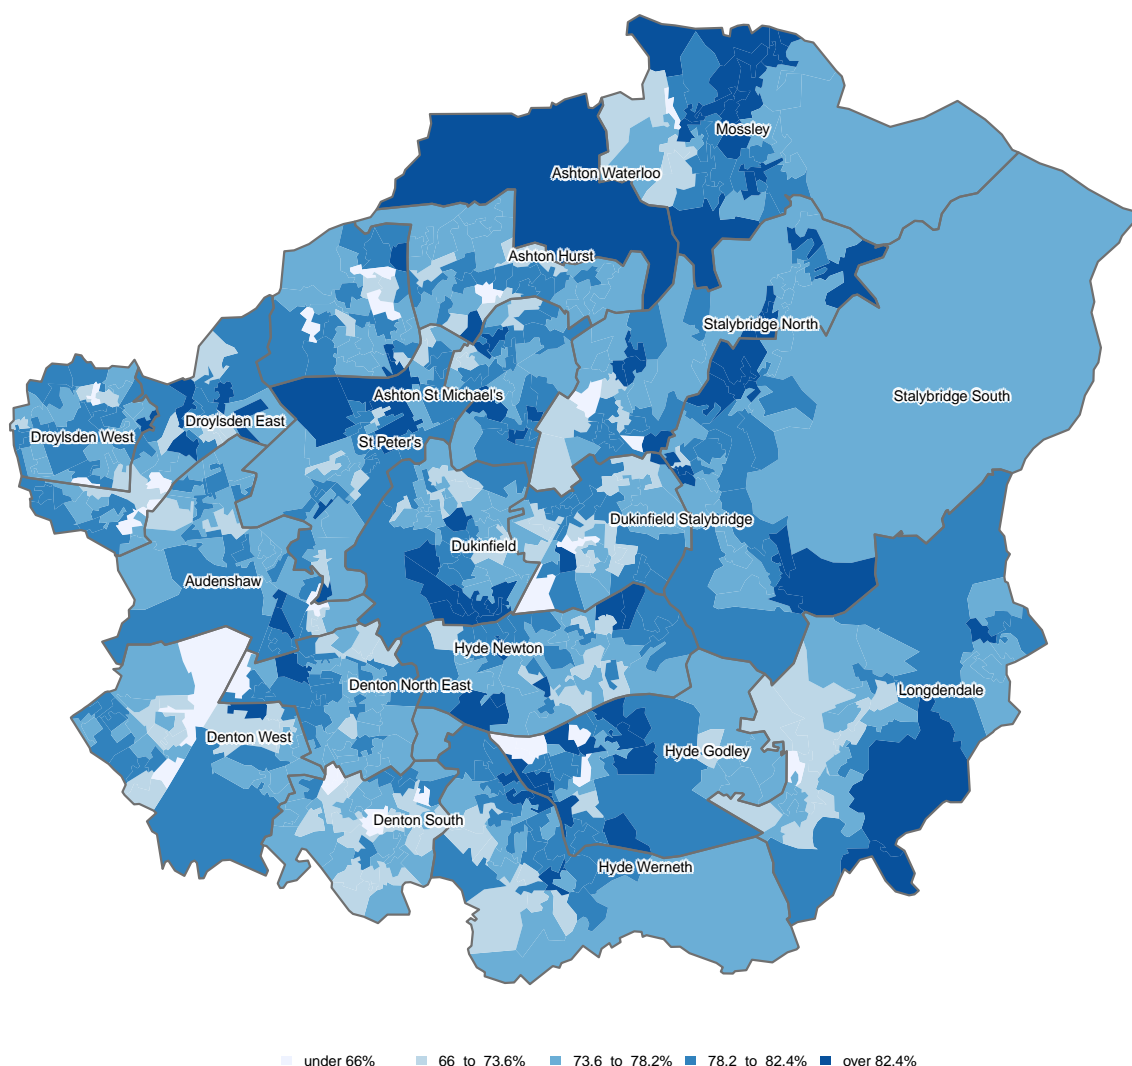 Mossley
Ashton Waterloo
Ashton Hurst
Stalybridge North
Ashton St Michael's
Stalybridge South
Droylsden East
Droylsden West
St Peter's
Dukinfield Stalybridge
Dukinfield
Audenshaw
Hyde Newton
Denton North East
Longdendale
Denton West
Hyde Godley
Denton South
Hyde Werneth
under 66% 66 to 73.6% 73.6 to 78.2% 78.2 to 82.4% over 82.4%